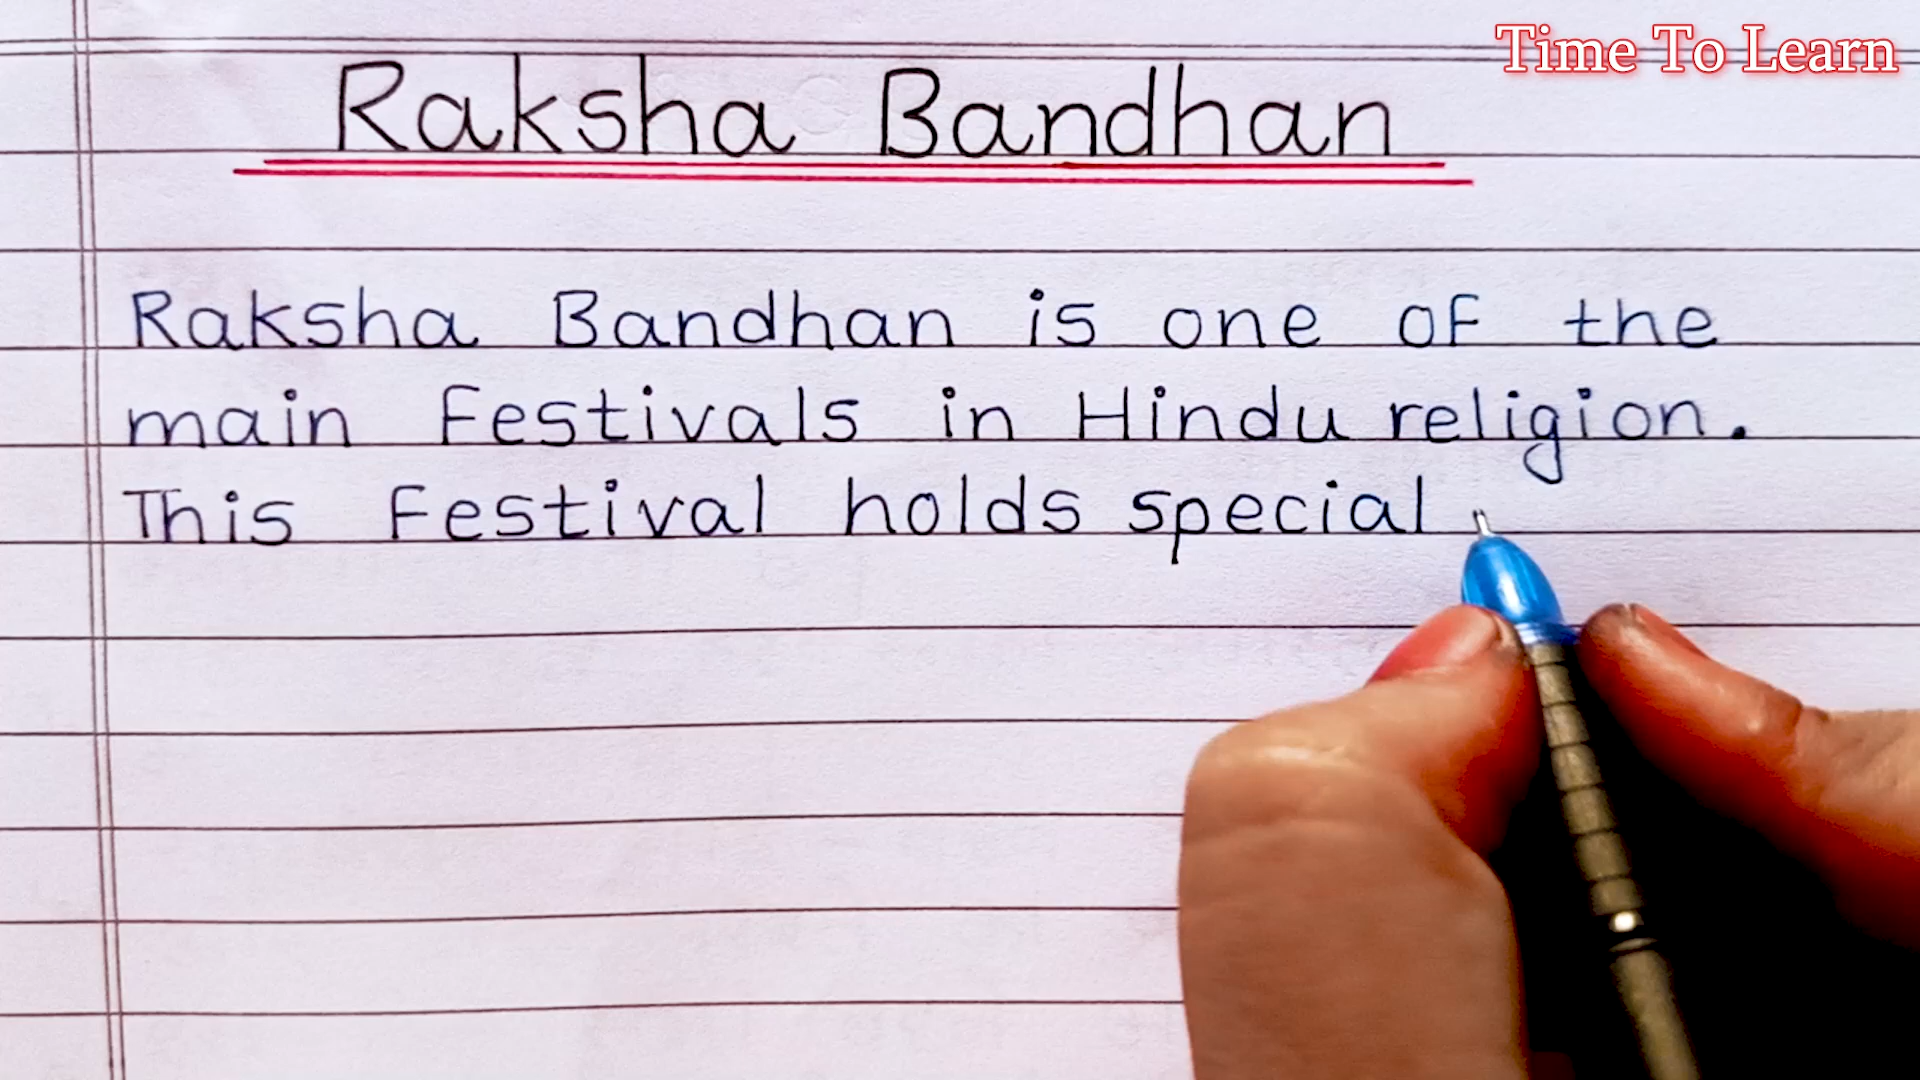 Time To Learn
Raksha Bandhan
Raksha Bandhan is one of the
main Festivals in Hindu religion.
This Festival holds special